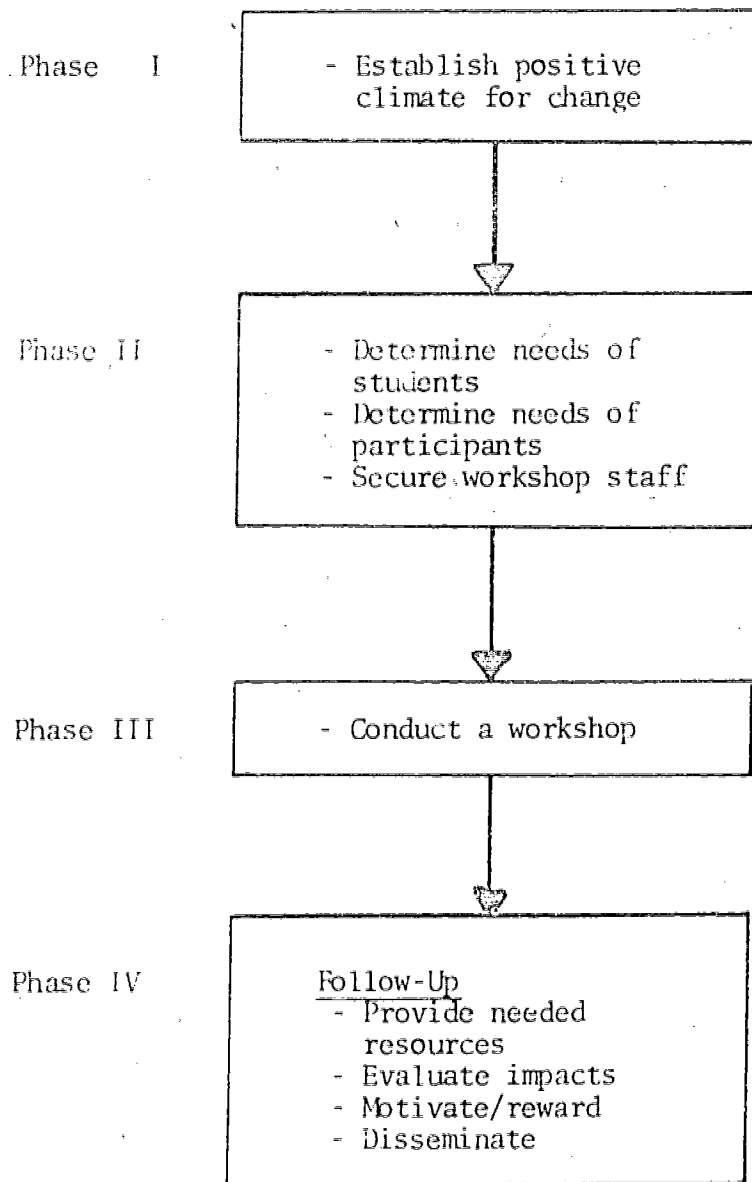 Phase I
- Establish positive
climate for change
Phase II
- Determine needs of
students
- Determine needs of
participants
- Secure workshop staff
Phase III
- Conduct a workshop
Phase IV
Follow-Up
- Provide needed
resources
- Evaluate impacts
- Motivate/reward
- Disseminate